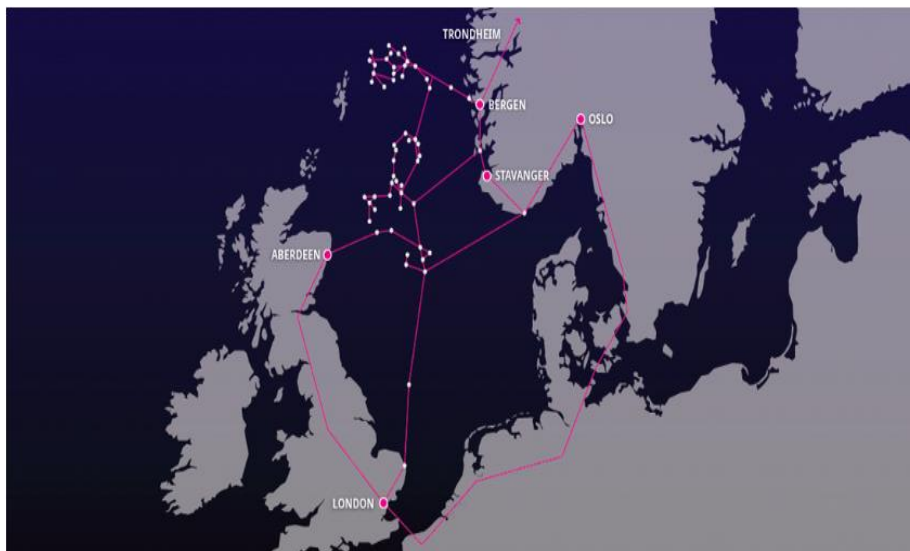 TRONDHEIM
BERGEN
OSLO
STAVANGER
ABERDEEN
LONDON